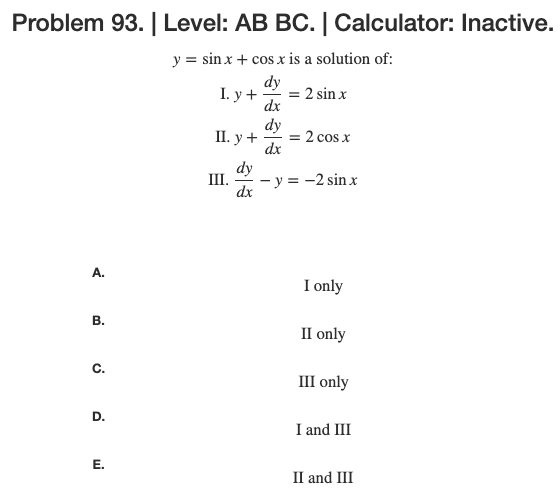 Problem 93. | Level: AB BC. | Calculator: Inactive.
y = sin x + cos x is a solution of:
I. y + dy/dx = 2 sin x
II. y + dy/dx = 2 cos x
III. dy/dx − y = −2 sin x
A.
I only
B.
II only
C.
III only
D.
I and III
E.
II and III